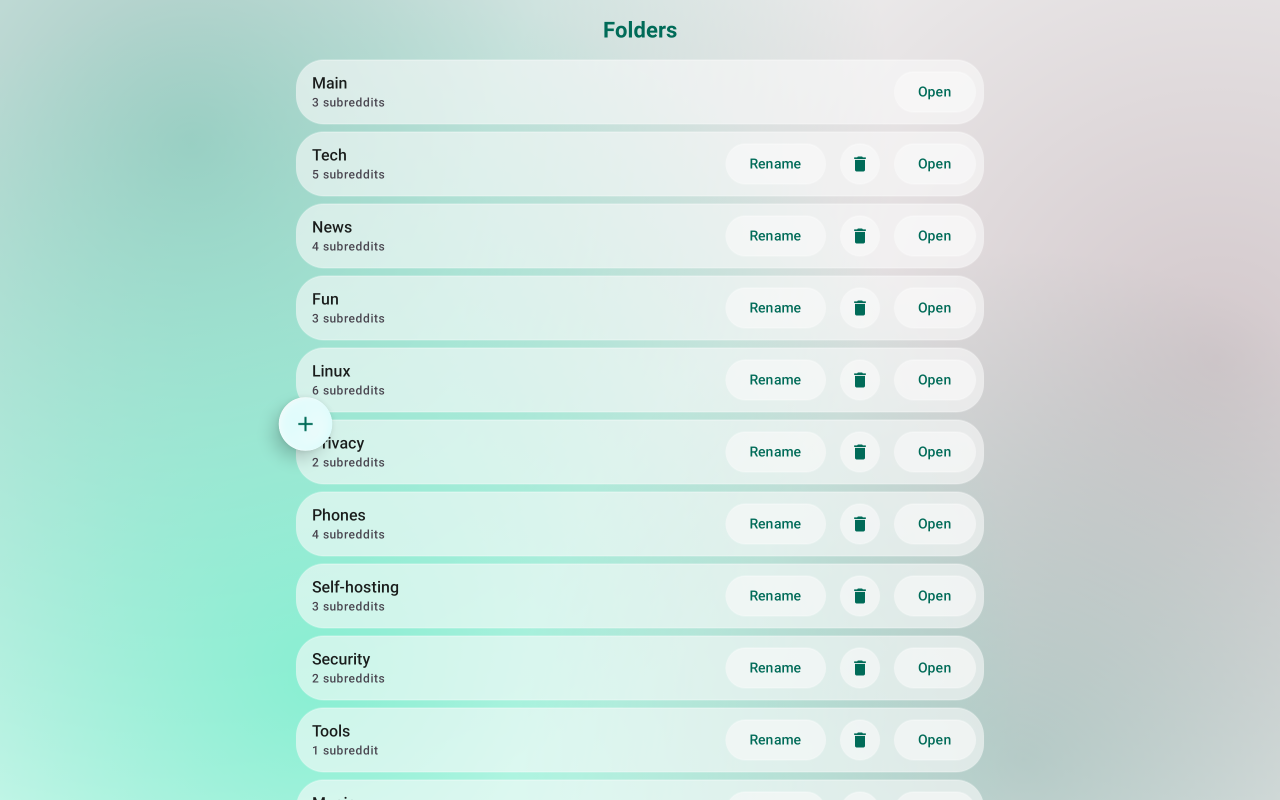 Folders
Main
3 subreddits
Open
Tech
5 subreddits
Rename
Open
News
4 subreddits
Rename
Open
Fun
3 subreddits
Rename
Open
Linux
6 subreddits
Rename
Open
rivacy
2 subreddits
Rename
Open
Phones
4 subreddits
Rename
Open
Self-hosting
3 subreddits
Rename
Open
Security
2 subreddits
Rename
Open
Tools
1 subreddit
Rename
Open